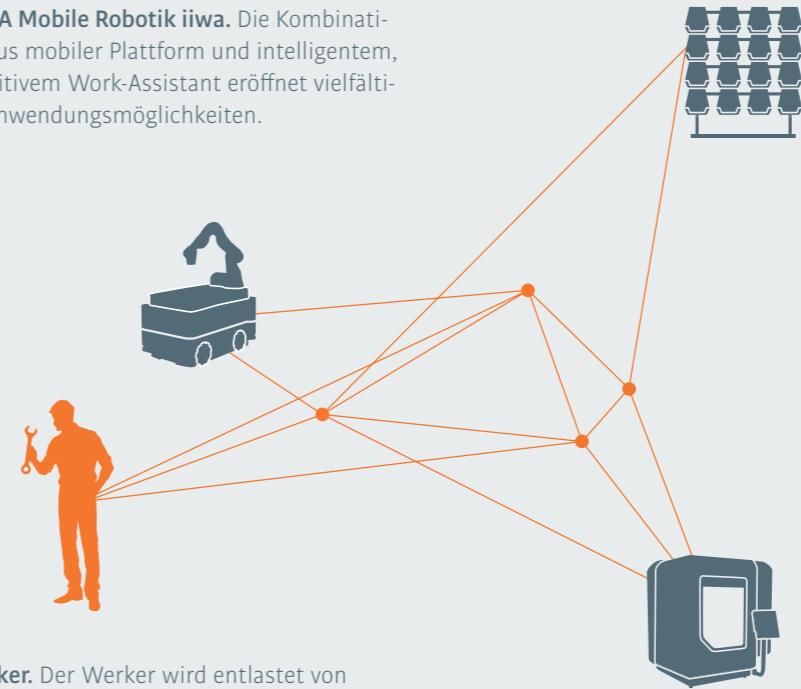 A Mobile Robotik iiwa. Die Kombinati-
us mobiler Plattform und intelligentem,
itivem Work-Assistant eröffnet vielfälti-
nwendungsmöglichkeiten.
ker. Der Werker wird entlastet von